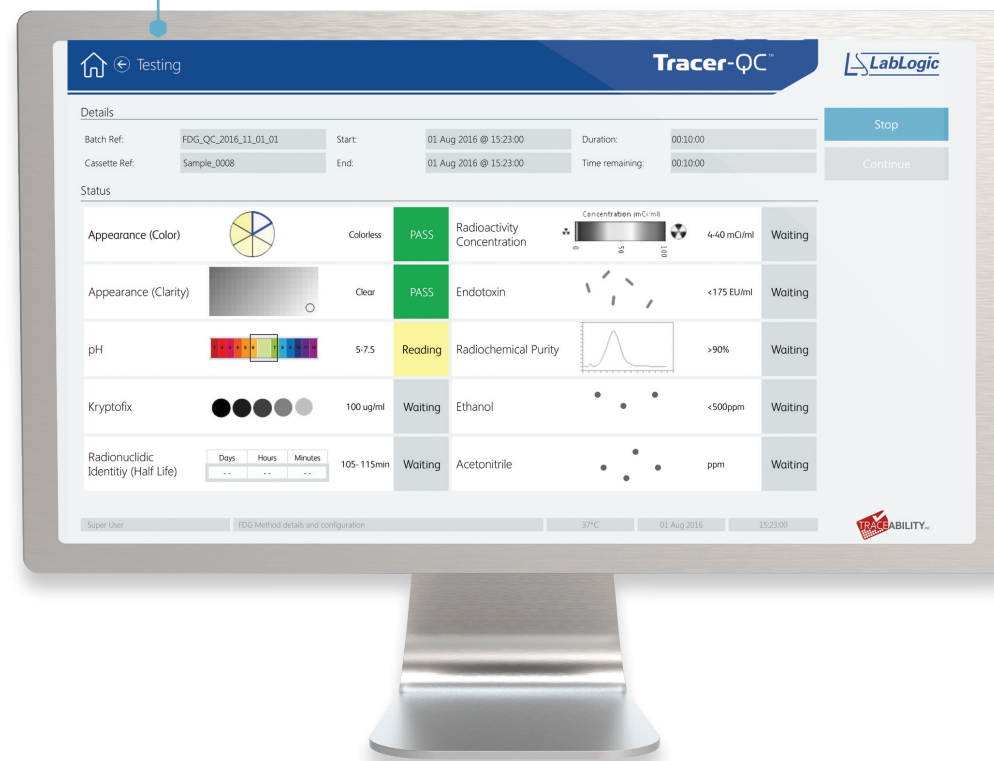 Testing
Tracer-QC™
LabLogic
Details
Batch Ref: FDG_QC_2016_11_01_01 Start: 01 Aug 2016 @ 15:23:00 Duration: 00:10:00
Stop
Cassette Ref: Sample_0008 End: 01 Aug 2016 @ 15:23:00 Time remaining: 00:10:00
Continue
Status
Appearance (Color) Colorless PASS
Radioactivity Concentration Concentration (mCi/ml) 0 50 100 4-40 mCi/ml Waiting
Appearance (Clarity) Clear PASS
Endotoxin <175 EU/ml Waiting
pH 5-7.5 Reading
Radiochemical Purity >90% Waiting
Kryptofix 100 ug/ml Waiting
Ethanol <500ppm Waiting
Radionuclidic
Identitiy (Half Life)
Days Hours Minutes
-- -- --
105- 115min Waiting
Acetonitrile ppm Waiting
Super User FDG Method details and configuration 37°C 01 Aug 2016 15:23:00
TRACEABILITY